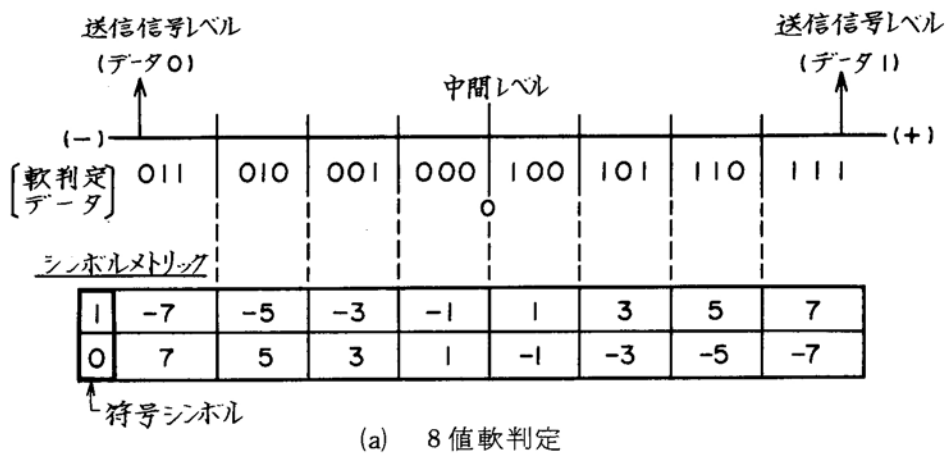 送信信号レベル 送信信号レベル
(データ0) (データ1)
中間レベル
(−) (+)
[軟判定データ] 011 010 001 000 100 101 110 111
0
シンボルメトリック
1 -7 -5 -3 -1 1 3 5 7
0 7 5 3 1 -1 -3 -5 -7
符号シンボル
(a) 8値軟判定